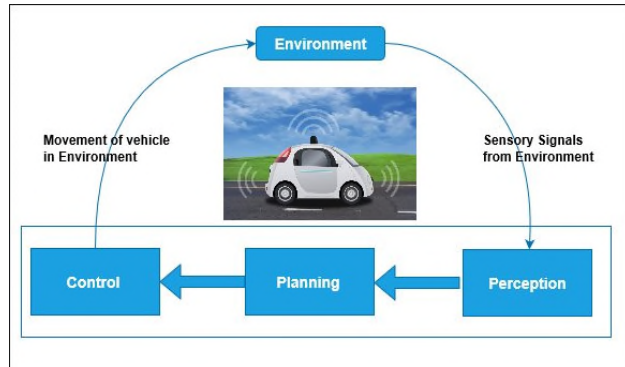 Environment
Movement of vehicle
in Environment
Sensory Signals
from Environment
Control
Planning
Perception